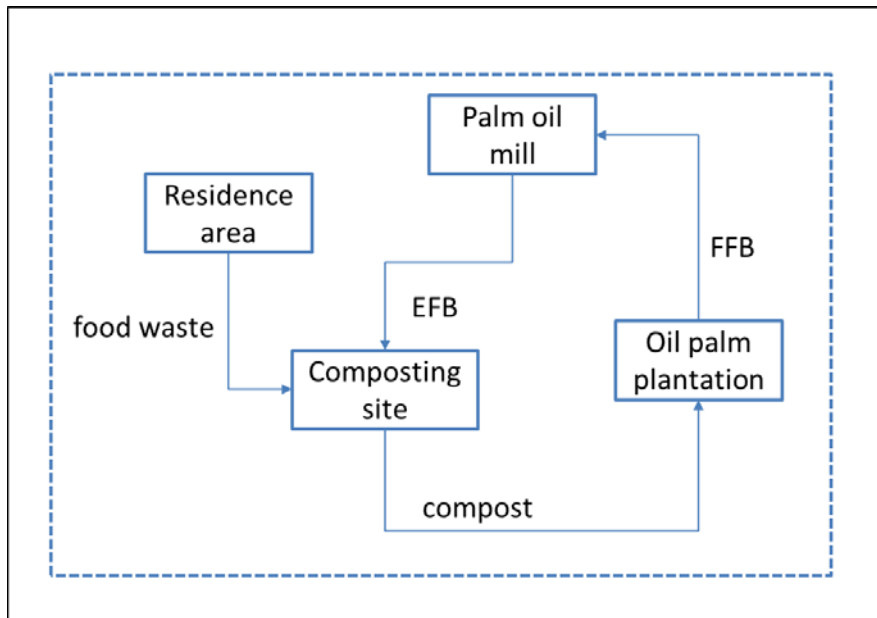 Palm oil
mill
Residence
area
FFB
EFB
food waste
Oil palm
plantation
Composting
site
compost